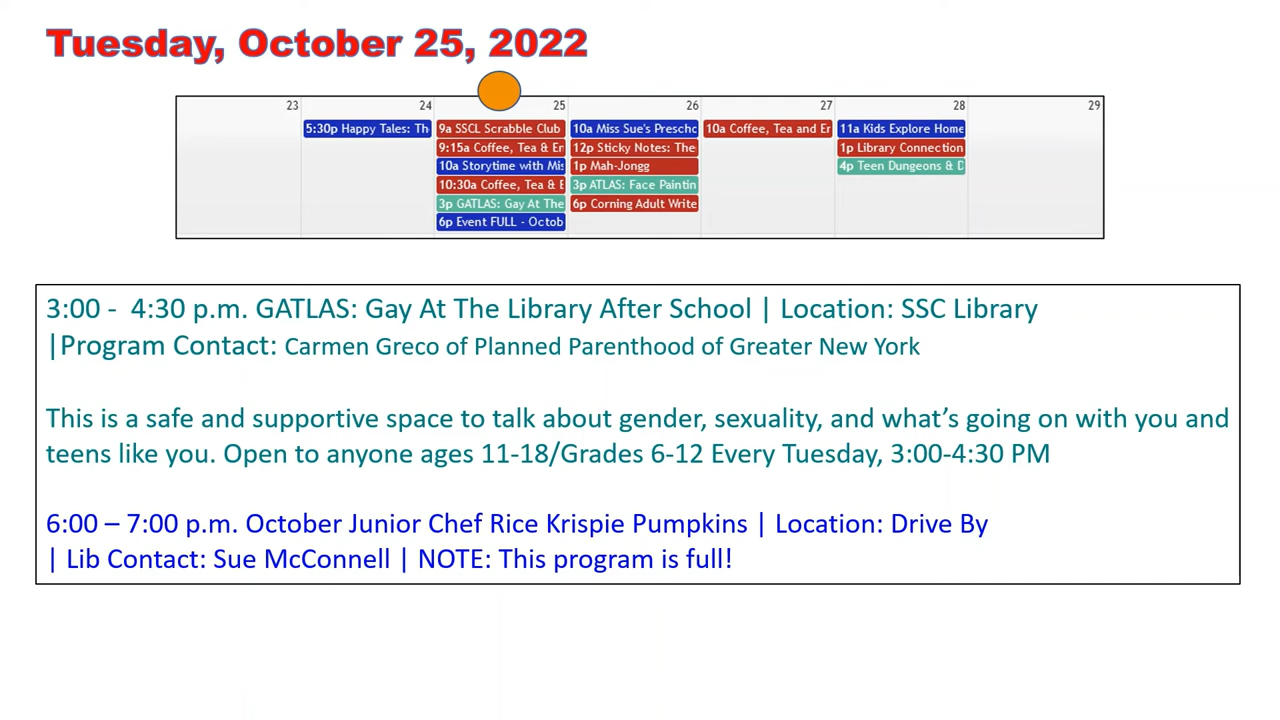 Tuesday, October 25, 2022
23 24 25 26 27 28 29
5:30p Happy Tales: Th
9a SSCL Scrabble Club
9:15a Coffee, Tea & En
10a Storytime with Mis
10:30a Coffee, Tea & E
3p GATLAS: Gay At The
6p Event FULL - Octob
10a Miss Sue's Prescho
12p Sticky Notes: The
1p Mah-Jongg
3p ATLAS: Face Paintin
6p Corning Adult Write
10a Coffee, Tea and En
11a Kids Explore Home
1p Library Connection
4p Teen Dungeons & D
3:00 -  4:30 p.m. GATLAS: Gay At The Library After School | Location: SSC Library
|Program Contact: Carmen Greco of Planned Parenthood of Greater New York
This is a safe and supportive space to talk about gender, sexuality, and what’s going on with you and
teens like you. Open to anyone ages 11-18/Grades 6-12 Every Tuesday, 3:00-4:30 PM
6:00 – 7:00 p.m. October Junior Chef Rice Krispie Pumpkins | Location: Drive By
| Lib Contact: Sue McConnell | NOTE: This program is full!